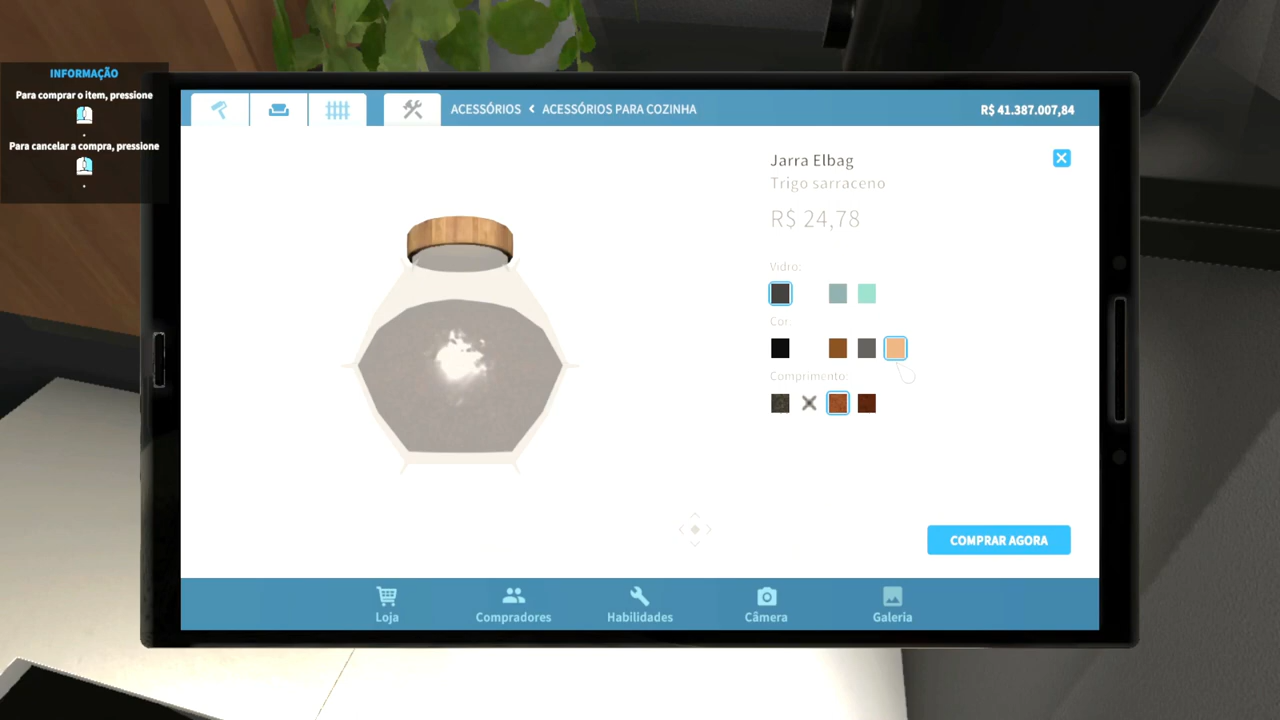 INFORMAÇÃO
Para comprar o item, pressione
.
Para cancelar a compra, pressione
.
ACESSÓRIOS < ACESSÓRIOS PARA COZINHA
R$ 41.387.007,84
Jarra Elbag
Trigo sarraceno
R$ 24,78
Vidro:
Cor:
Comprimento:
COMPRAR AGORA
Loja
Compradores
Habilidades
Câmera
Galeria